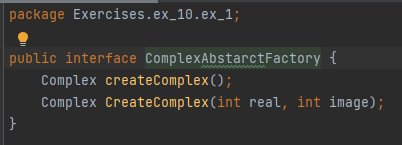 package Exercises.ex_10.ex_1;
public interface ComplexAbstarctFactory {
Complex createComplex();
Complex CreateComplex(int real, int image);
}